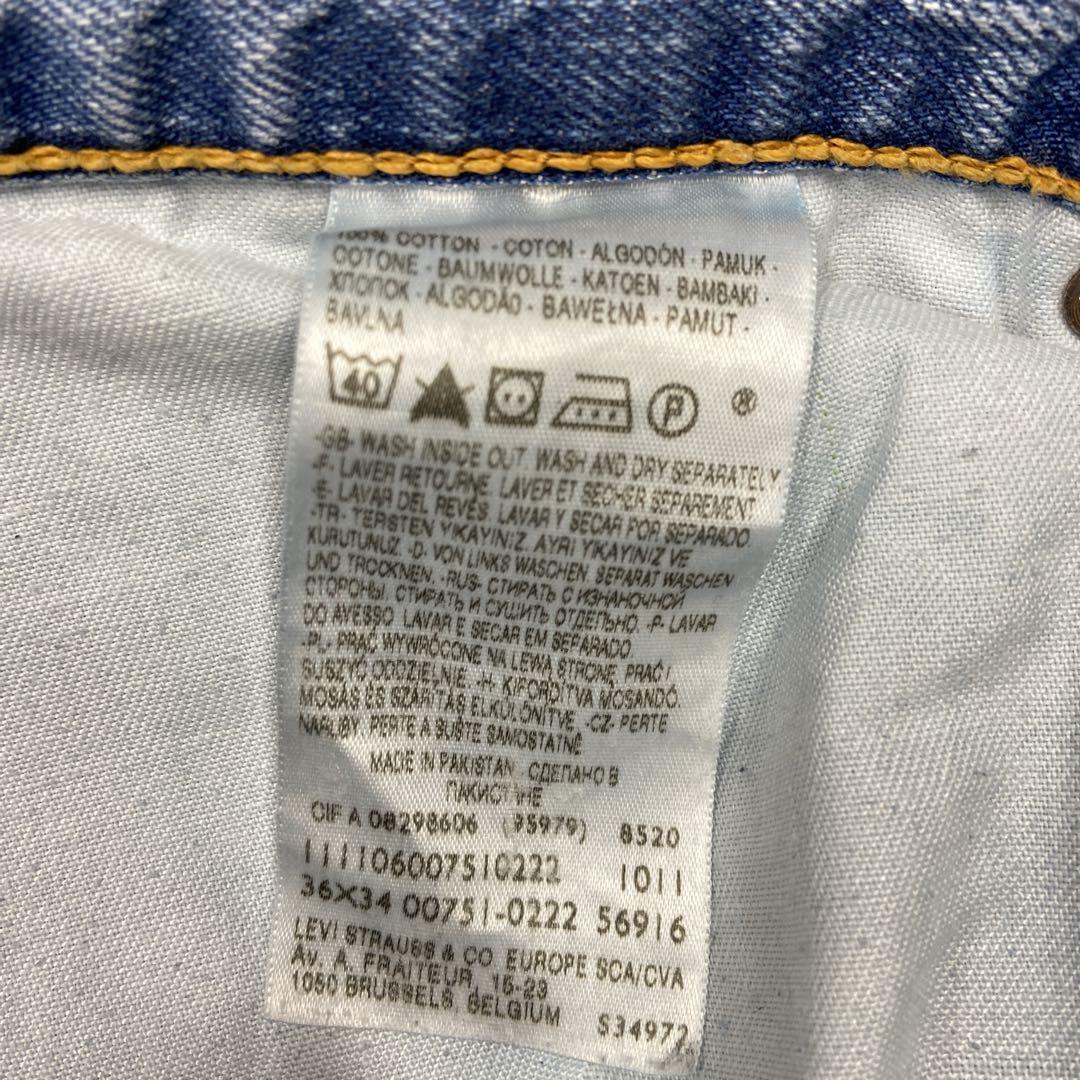 100% COTTON - COTON - ALGODÓN - PAMUK -
COTONE - BAUMWOLLE - KATOEN - BAMBAKI -
ХЛОПОК - ALGODÃO - BAWEŁNA - PAMUT -
BAVLNA
40 P ®
-GB- WASH INSIDE OUT. WASH AND DRY SEPARATELY
-F- LAVER RETOURNE. LAVER ET SECHER SEPAREMENT
-E- LAVAR DEL REVÉS. LAVAR Y SECAR POR SEPARADO
-TR- TERSTEN YIKAYINIZ. AYRI YIKAYINIZ VE
KURUTUNUZ. -D- VON LINKS WASCHEN. SEPARAT WASCHEN
UND TROCKNEN. -RUS- СТИРАТЬ С ИЗНАНОЧНОЙ
СТОРОНЫ. СТИРАТЬ И СУШИТЬ ОТДЕЛЬНО. -P- LAVAR
DO AVESSO. LAVAR E SECAR EM SEPARADO
-PL- PRAĆ WYWRÓCONE NA LEWĄ STRONĘ. PRAĆ I
SUSZYĆ ODDZIELNIE. -H- KIFORDÍTVA MOSANDÓ.
MOSÁS ÉS SZÁRÍTÁS ELKÜLÖNÍTVE. -CZ- PERTE
NARUBY. PERTE A SUŠTE SAMOSTATNĚ
MADE IN PAKISTAN СДЕЛАНО В
CIF A 08298606 (95979) 8520
1111106007510222 1011
36X34 00751-0222 56916
LEVI STRAUSS & CO. EUROPE SCA/CVA
Av. A. FRAITEUR, 15-23
1050 BRUSSELS, BELGIUM S34972